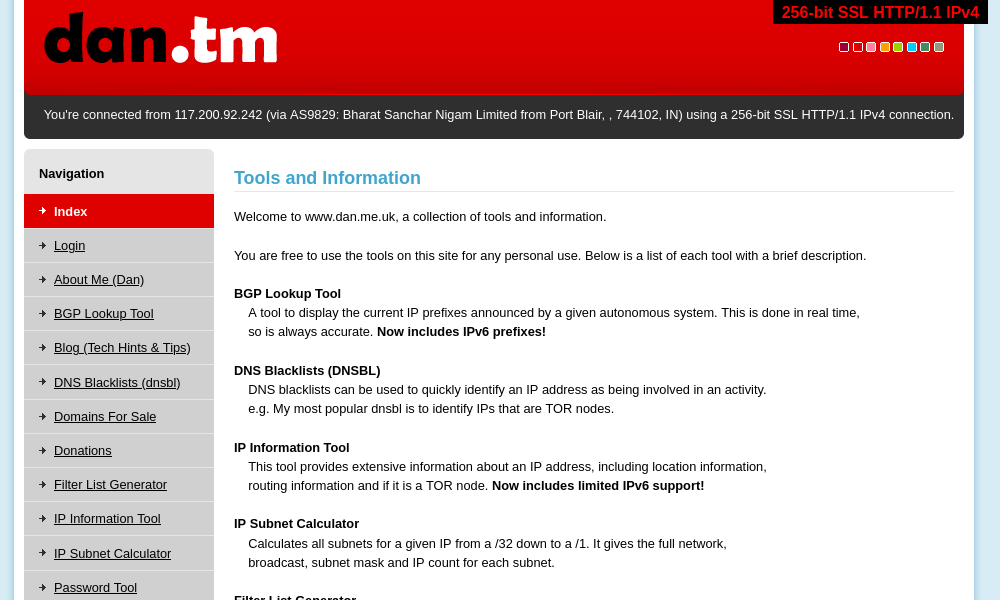 256-bit SSL HTTP/1.1 IPv4
dan.tm
You're connected from 117.200.92.242 (via AS9829: Bharat Sanchar Nigam Limited from Port Blair, , 744102, IN) using a 256-bit SSL HTTP/1.1 IPv4 connection.
Navigation
Index
Login
About Me (Dan)
BGP Lookup Tool
Blog (Tech Hints & Tips)
DNS Blacklists (dnsbl)
Domains For Sale
Donations
Filter List Generator
IP Information Tool
IP Subnet Calculator
Password Tool
Tools and Information
Welcome to www.dan.me.uk, a collection of tools and information.
You are free to use the tools on this site for any personal use. Below is a list of each tool with a brief description.
BGP Lookup Tool
A tool to display the current IP prefixes announced by a given autonomous system. This is done in real time,
so is always accurate. Now includes IPv6 prefixes!
DNS Blacklists (DNSBL)
DNS blacklists can be used to quickly identify an IP address as being involved in an activity.
e.g. My most popular dnsbl is to identify IPs that are TOR nodes.
IP Information Tool
This tool provides extensive information about an IP address, including location information,
routing information and if it is a TOR node. Now includes limited IPv6 support!
IP Subnet Calculator
Calculates all subnets for a given IP from a /32 down to a /1. It gives the full network,
broadcast, subnet mask and IP count for each subnet.
Filter List Generator